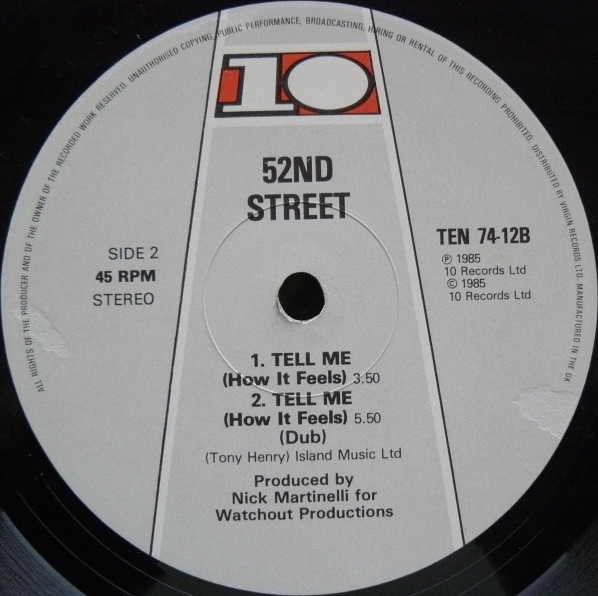 ALL RIGHTS OF THE PRODUCER AND OF THE OWNER OF THE RECORDED WORK RESERVED. UNAUTHORISED COPYING, PUBLIC PERFORMANCE, BROADCASTING, HIRING OR RENTAL OF THIS RECORDING PROHIBITED. DISTRIBUTED BY VIRGIN RECORDS LTD. MANUFACTURED IN THE UK
10
52ND
STREET
SIDE 2
45 RPM
STEREO
TEN 74-12B
℗ 1985
10 Records Ltd
© 1985
10 Records Ltd
1. TELL ME
(How It Feels) 3.50
2. TELL ME
(How It Feels) 5.50
(Dub)
(Tony Henry) Island Music Ltd
Produced by
Nick Martinelli for
Watchout Productions